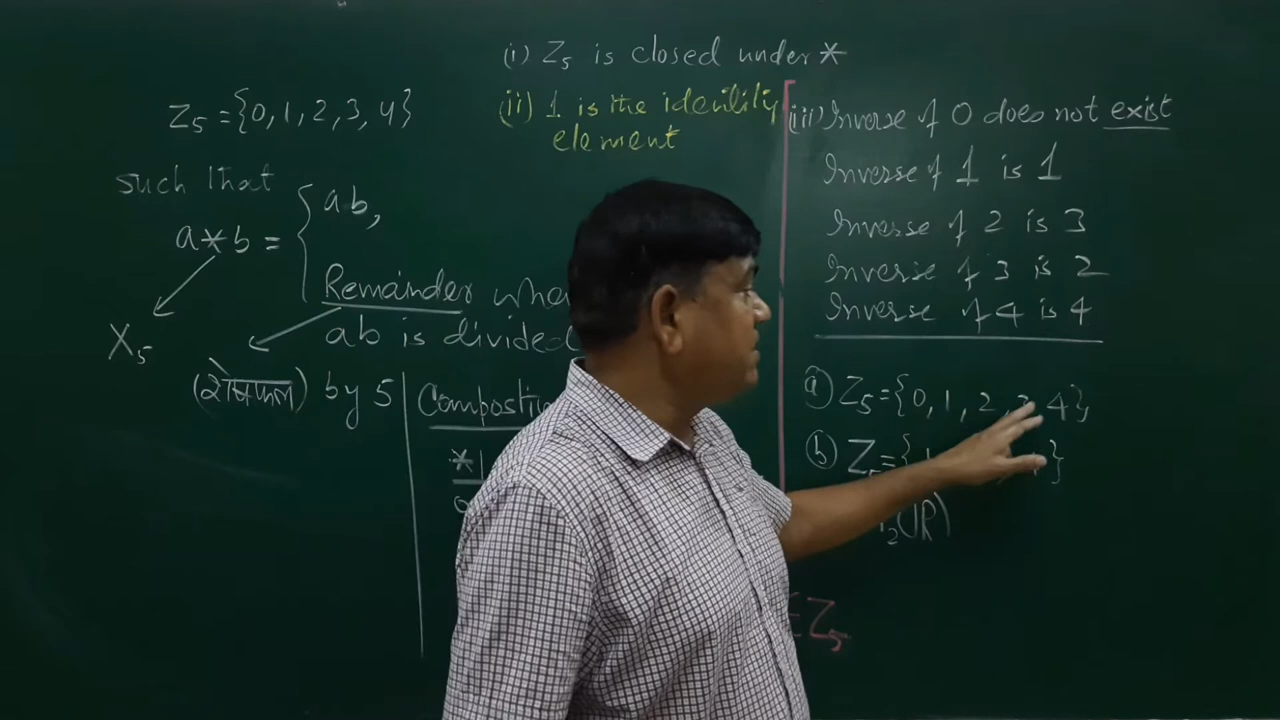 Z₅ = {0, 1, 2, 3, 4}
such that
a*b = { ab,
Remainder
ab is divided
by 5
X₅
(i) Z₅ is closed under *
(ii) 1 is the identity
element
*
(iii) Inverse of 0 does not exist
Inverse of 1 is 1
Inverse of 2 is 3
Inverse of 3 is 2
Inverse of 4 is 4
(a) Z₅ = {0, 1, 2, 3, 4},
(b) Z₅ = { }
₂(ℝ)
Z₅